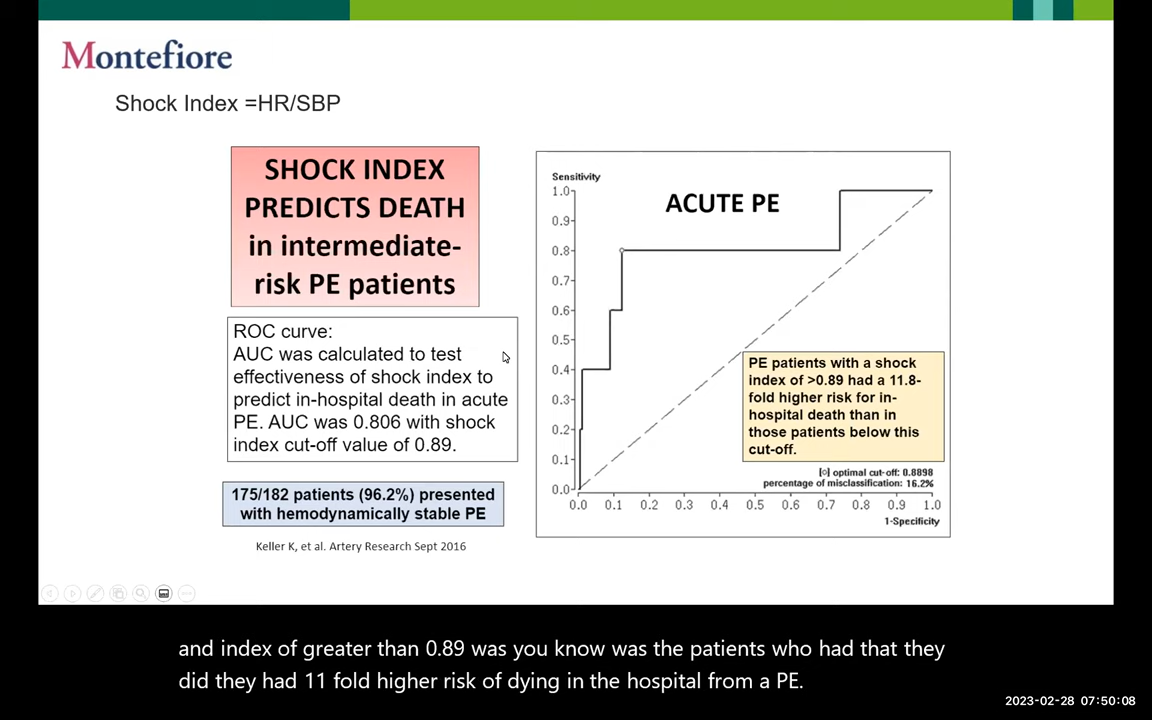 Montefiore
Shock Index =HR/SBP
SHOCK INDEX
PREDICTS DEATH
in intermediate-
risk PE patients
ROC curve:
AUC was calculated to test
effectiveness of shock index to
predict in-hospital death in acute
PE. AUC was 0.806 with shock
index cut-off value of 0.89.
175/182 patients (96.2%) presented
with hemodynamically stable PE
Keller K, et al. Artery Research Sept 2016
Sensitivity
ACUTE PE
1.0
0.9
0.8
0.7
0.6
0.5
0.4
0.3
0.2
0.1
0.0
PE patients with a shock
index of >0.89 had a 11.8-
fold higher risk for in-
hospital death than in
those patients below this
cut-off.
[o] optimal cut-off: 0.8898
percentage of misclassification: 16.2%
0.0 0.1 0.2 0.3 0.4 0.5 0.6 0.7 0.8 0.9 1.0
1-Specificity
and index of greater than 0.89 was you know was the patients who had that they
did they had 11 fold higher risk of dying in the hospital from a PE.
2023-02-28 07:50:08